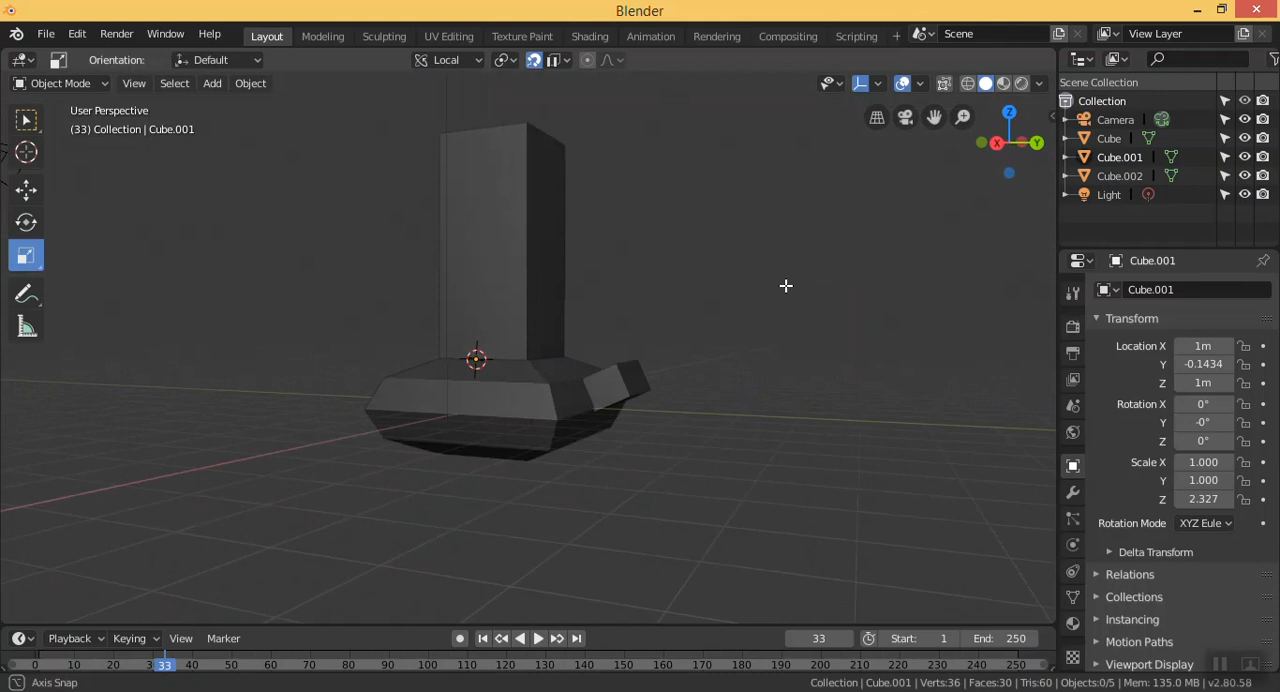 Blender
File Edit Render Window Help Layout Modeling Sculpting UV Editing Texture Paint Shading Animation Rendering Compositing Scripting + Scene View Layer
Orientation: Default Local
Object Mode View Select Add Object
User Perspective
(33) Collection | Cube.001
Z
X
Y
Scene Collection
Collection
Camera
Cube
Cube.001
Cube.002
Light
Cube.001
Cube.001
Transform
Location X 1m
Y -0.1434
Z 1m
Rotation X 0°
Y -0°
Z 0°
Scale X 1.000
Y 1.000
Z 2.327
Rotation Mode XYZ Eule
Delta Transform
Relations
Collections
Instancing
Motion Paths
Viewport Display
Playback Keying View Marker 33 Start: 1 End: 250
0 10 20 3 33 40 50 60 70 80 90 100 110 120 130 140 150 160 170 180 190 200 210 220 230 240 250
Axis Snap
Collection | Cube.001 | Verts:36 | Faces:30 | Tris:60 | Objects:0/5 | Mem: 135.0 MB | v2.80.58